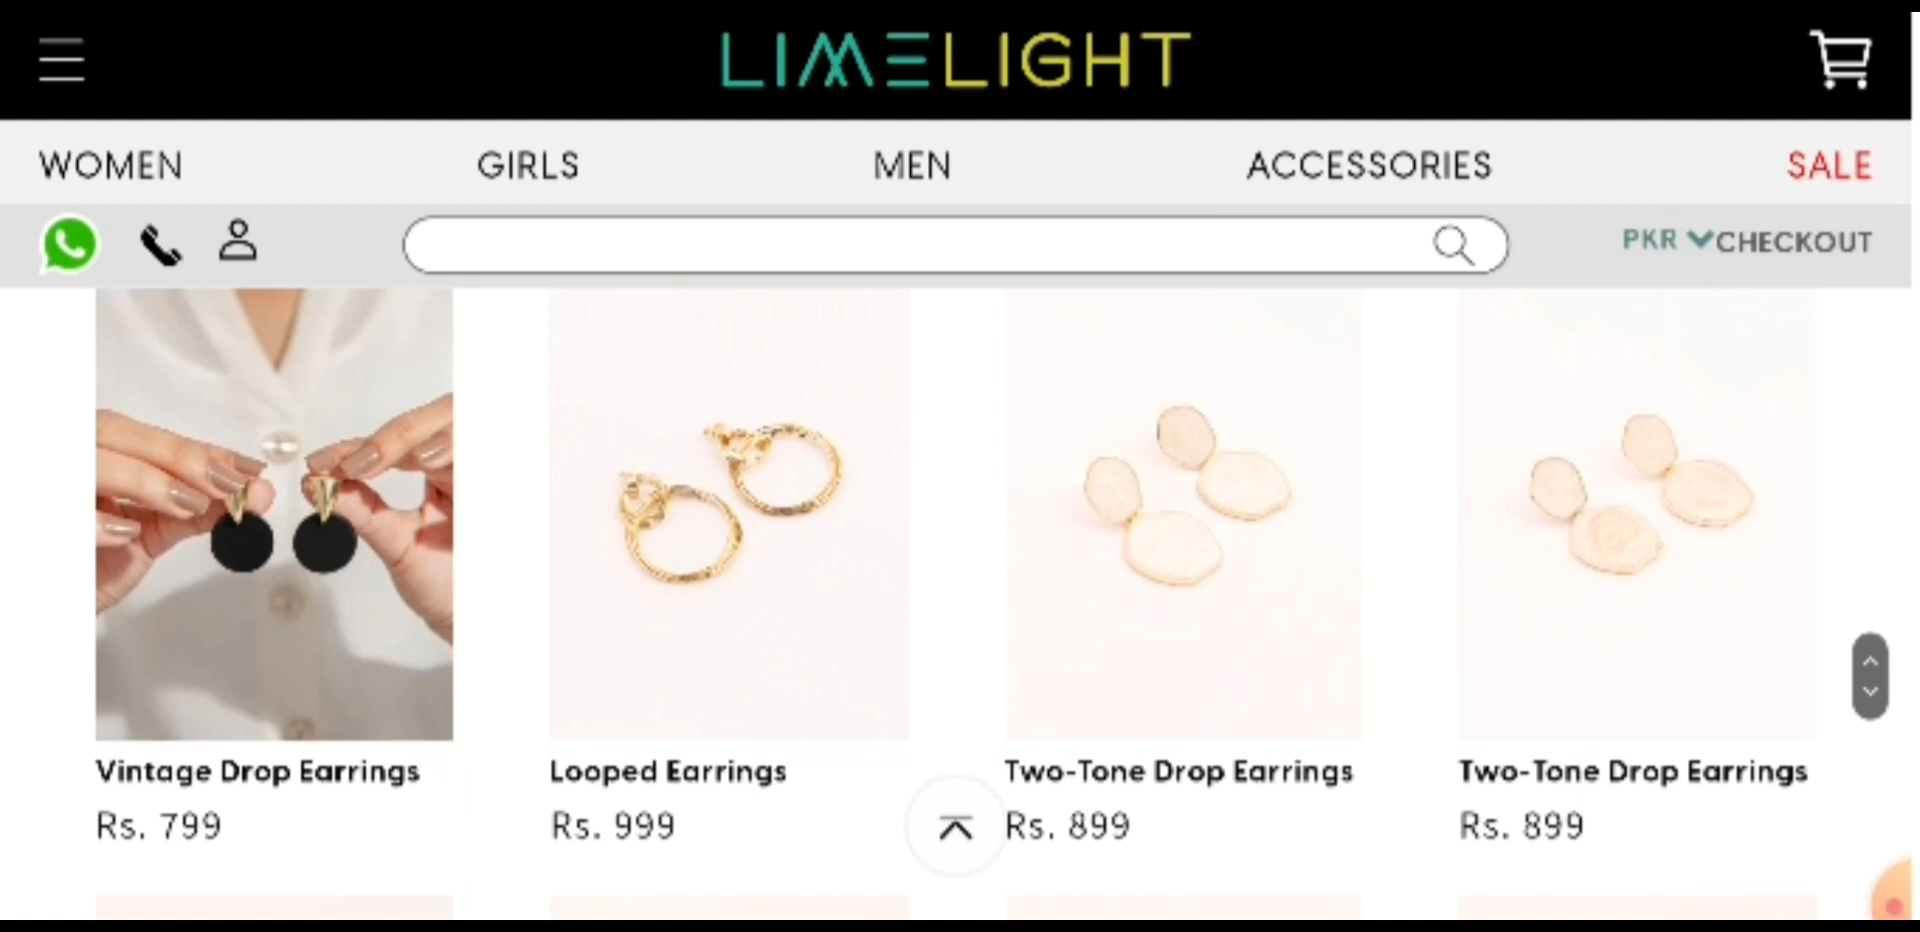 LIMELIGHT
WOMEN GIRLS MEN ACCESSORIES SALE
PKR CHECKOUT
Vintage Drop Earrings
Rs. 799
Looped Earrings
Rs. 999
Two-Tone Drop Earrings
Rs. 899
Two-Tone Drop Earrings
Rs. 899